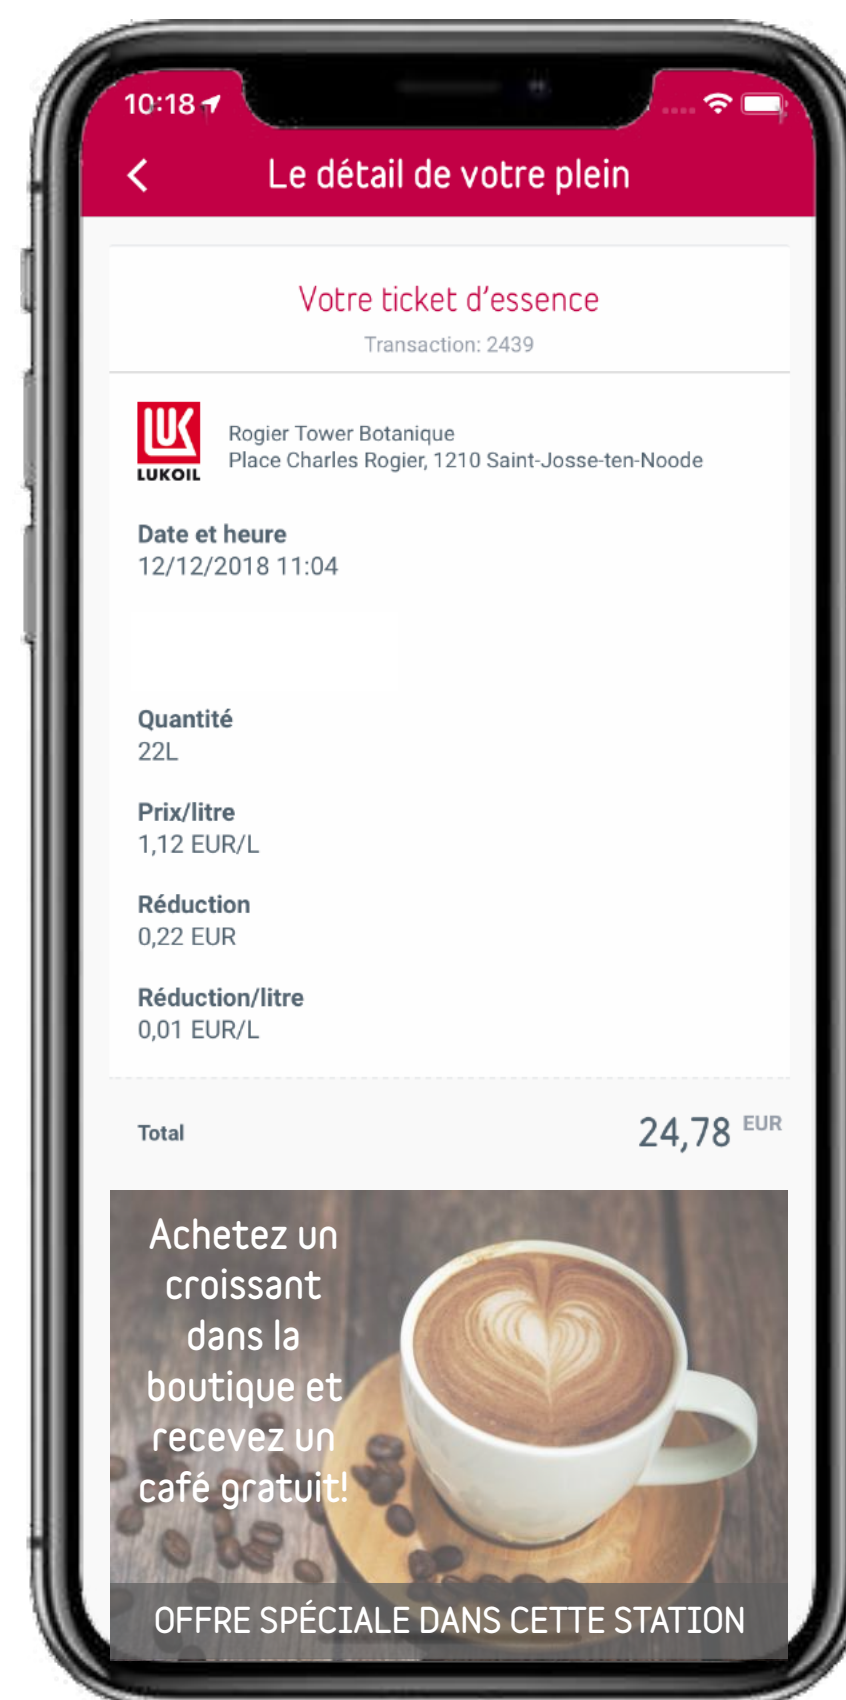 10:18
Le détail de votre plein
Votre ticket d'essence
Transaction: 2439
LUKOIL
Rogier Tower Botanique
Place Charles Rogier, 1210 Saint-Josse-ten-Noode
Date et heure
12/12/2018 11:04
Quantité
22L
Prix/litre
1,12 EUR/L
Réduction
0,22 EUR
Réduction/litre
0,01 EUR/L
Total
24,78 EUR
Achetez un
croissant
dans la
boutique et
recevez un
café gratuit!
OFFRE SPÉCIALE DANS CETTE STATION